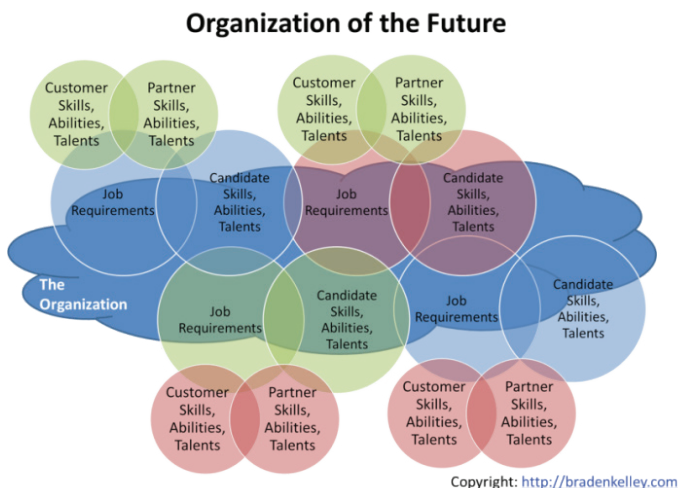 Organization of the Future
Customer
Skills,
Abilities,
Talents
Partner
Skills,
Abilities,
Talents
Customer
Skills,
Abilities,
Talents
Partner
Skills,
Abilities,
Talents
Job
Requirements
Candidate
Skills,
Abilities,
Talents
Job
Requirements
Candidate
Skills,
Abilities,
Talents
The
Organization
Job
Requirements
Candidate
Skills,
Abilities,
Talents
Job
Requirements
Candidate
Skills,
Abilities,
Talents
Customer
Skills,
Abilities,
Talents
Partner
Skills,
Abilities,
Talents
Customer
Skills,
Abilities,
Talents
Partner
Skills,
Abilities,
Talents
Copyright: http://bradenkelley.com